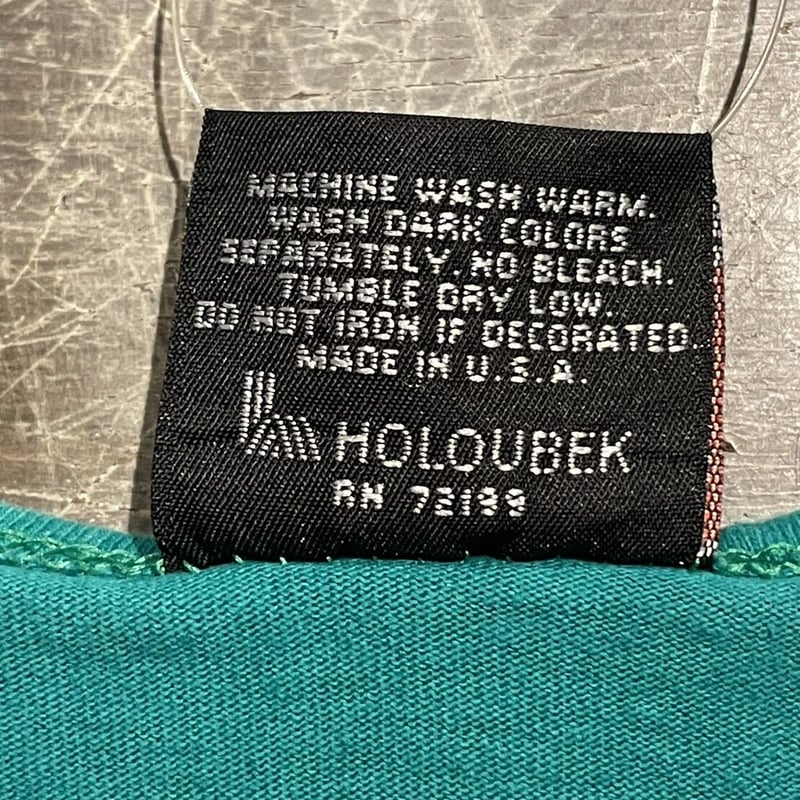 MACHINE WASH WARM.
WASH DARK COLORS
SEPARATELY. NO BLEACH.
TUMBLE DRY LOW.
DO NOT IRON IF DECORATED.
MADE IN U.S.A.
HOLOUBEK
RN 72199